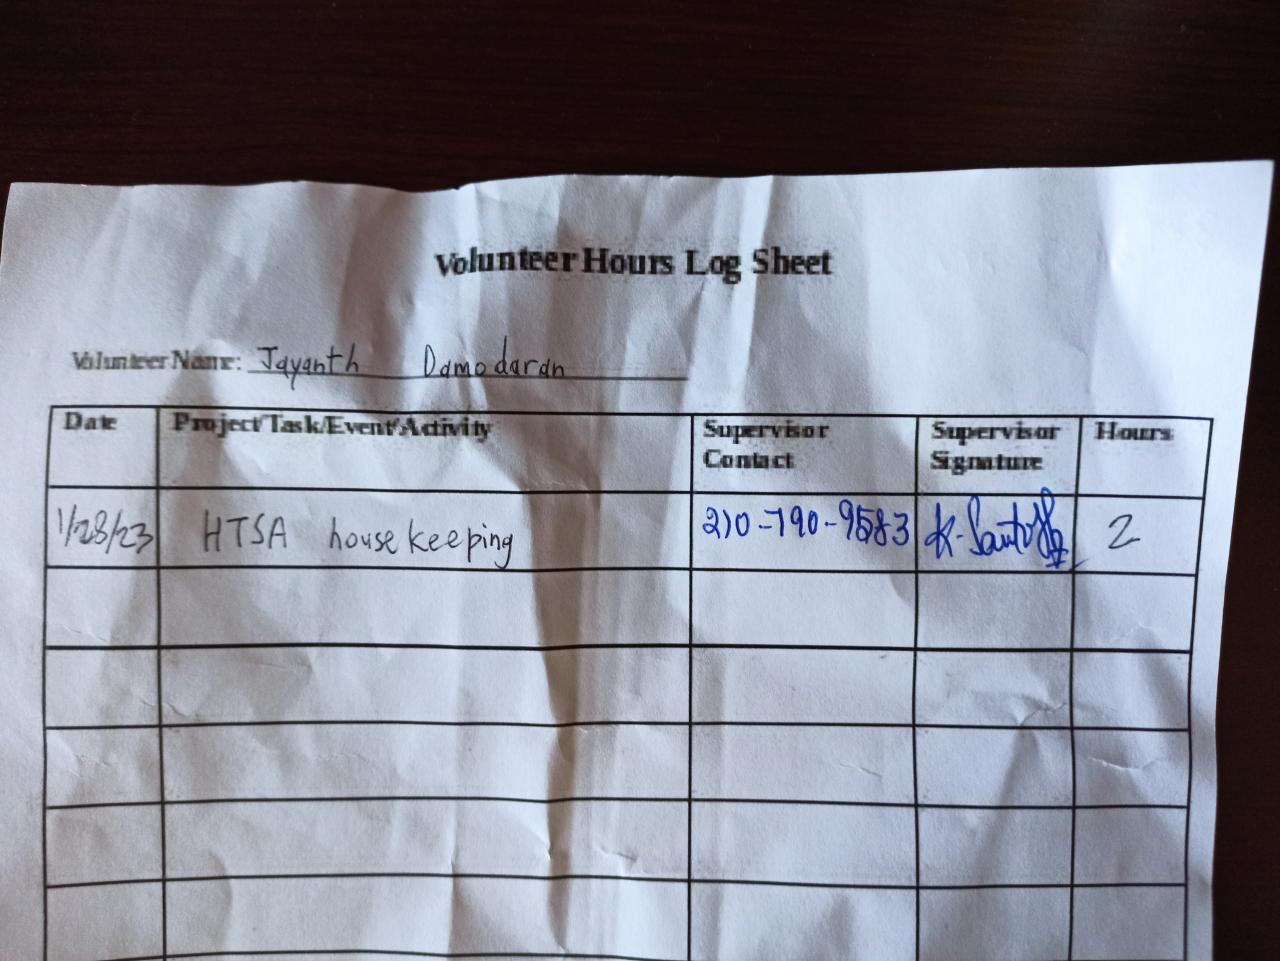 Volunteer Hours Log Sheet
Volunteer Name: Jayanth Damodaran
Date Project/Task/Event/Activity Supervisor Contact Supervisor Signature Hours
1/28/23 HTSA housekeeping 210-790-9583 2